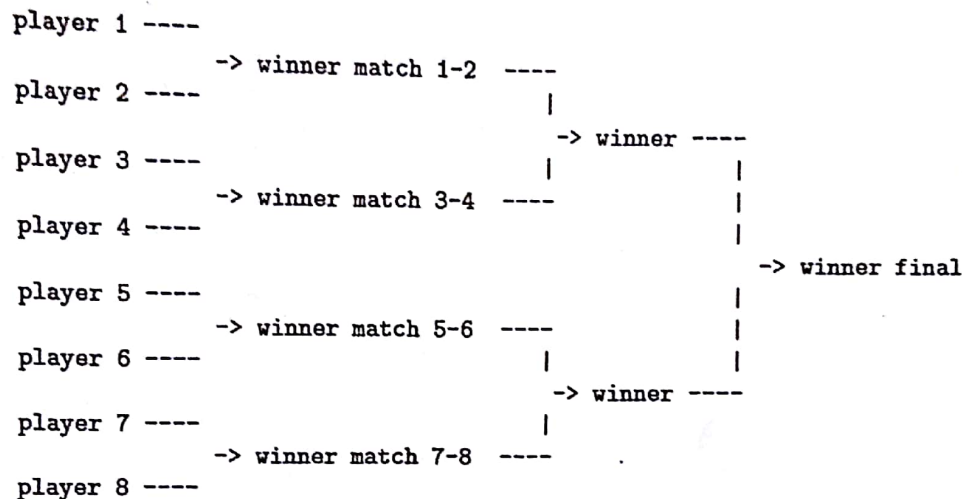 player 1 ----
-> winner match 1-2 ----
player 2 ----
|
-> winner ----
player 3 ----
| |
-> winner match 3-4 ---- |
player 4 ----
|
-> winner final
player 5 ----
|
-> winner match 5-6 ---- |
player 6 ----
| |
-> winner ----
player 7 ----
|
-> winner match 7-8 ----
player 8 ----